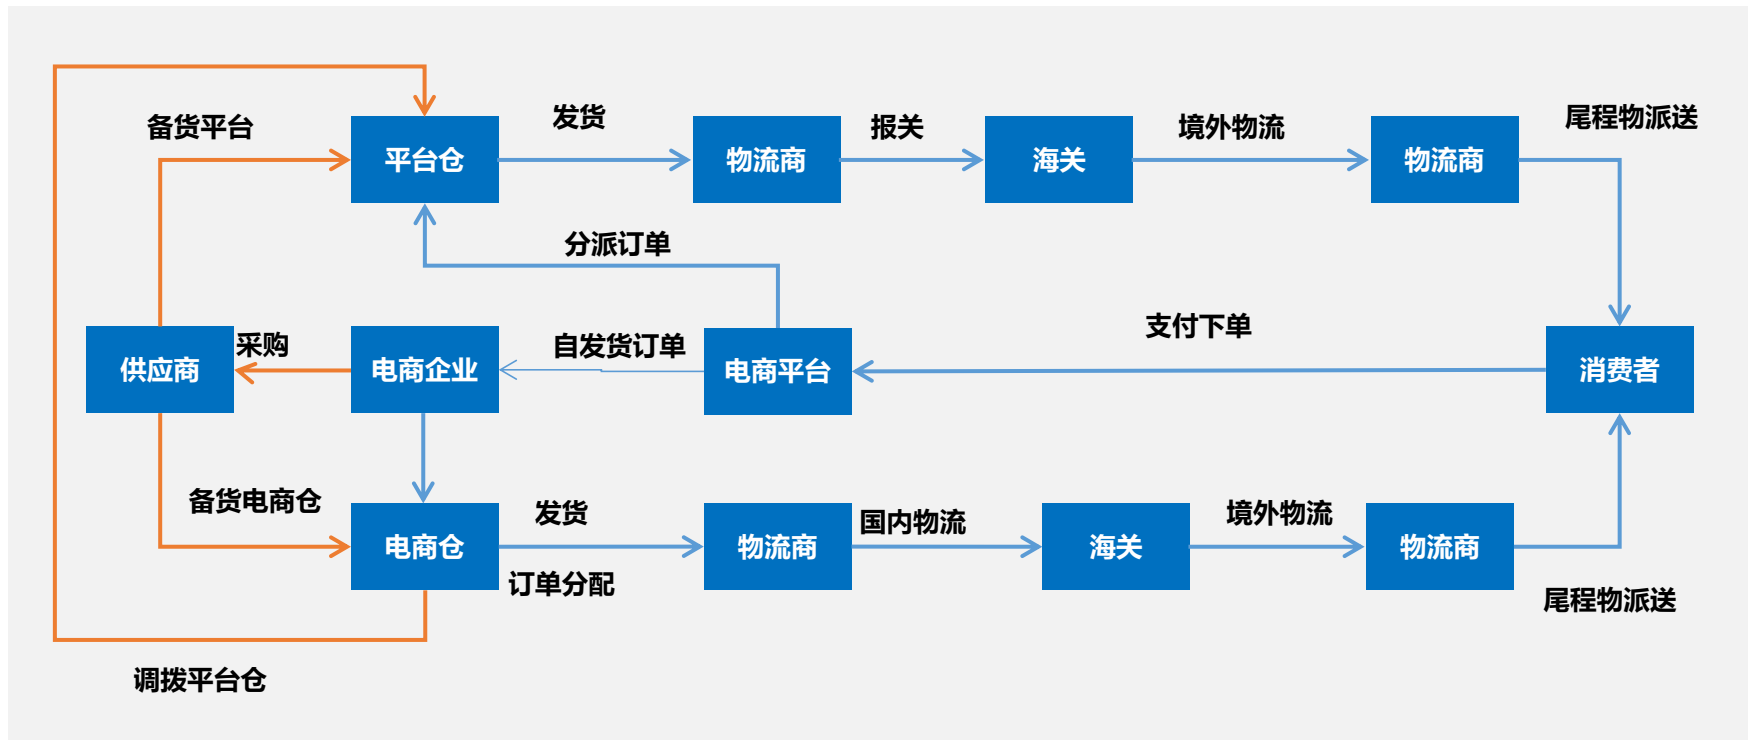 备货平台
发货
报关
境外物流
尾程物派送
平台仓
物流商
海关
物流商
分派订单
支付下单
采购
自发货订单
供应商
电商企业
电商平台
消费者
备货电商仓
发货
国内物流
境外物流
电商仓
物流商
海关
物流商
订单分配
尾程物派送
调拨平台仓